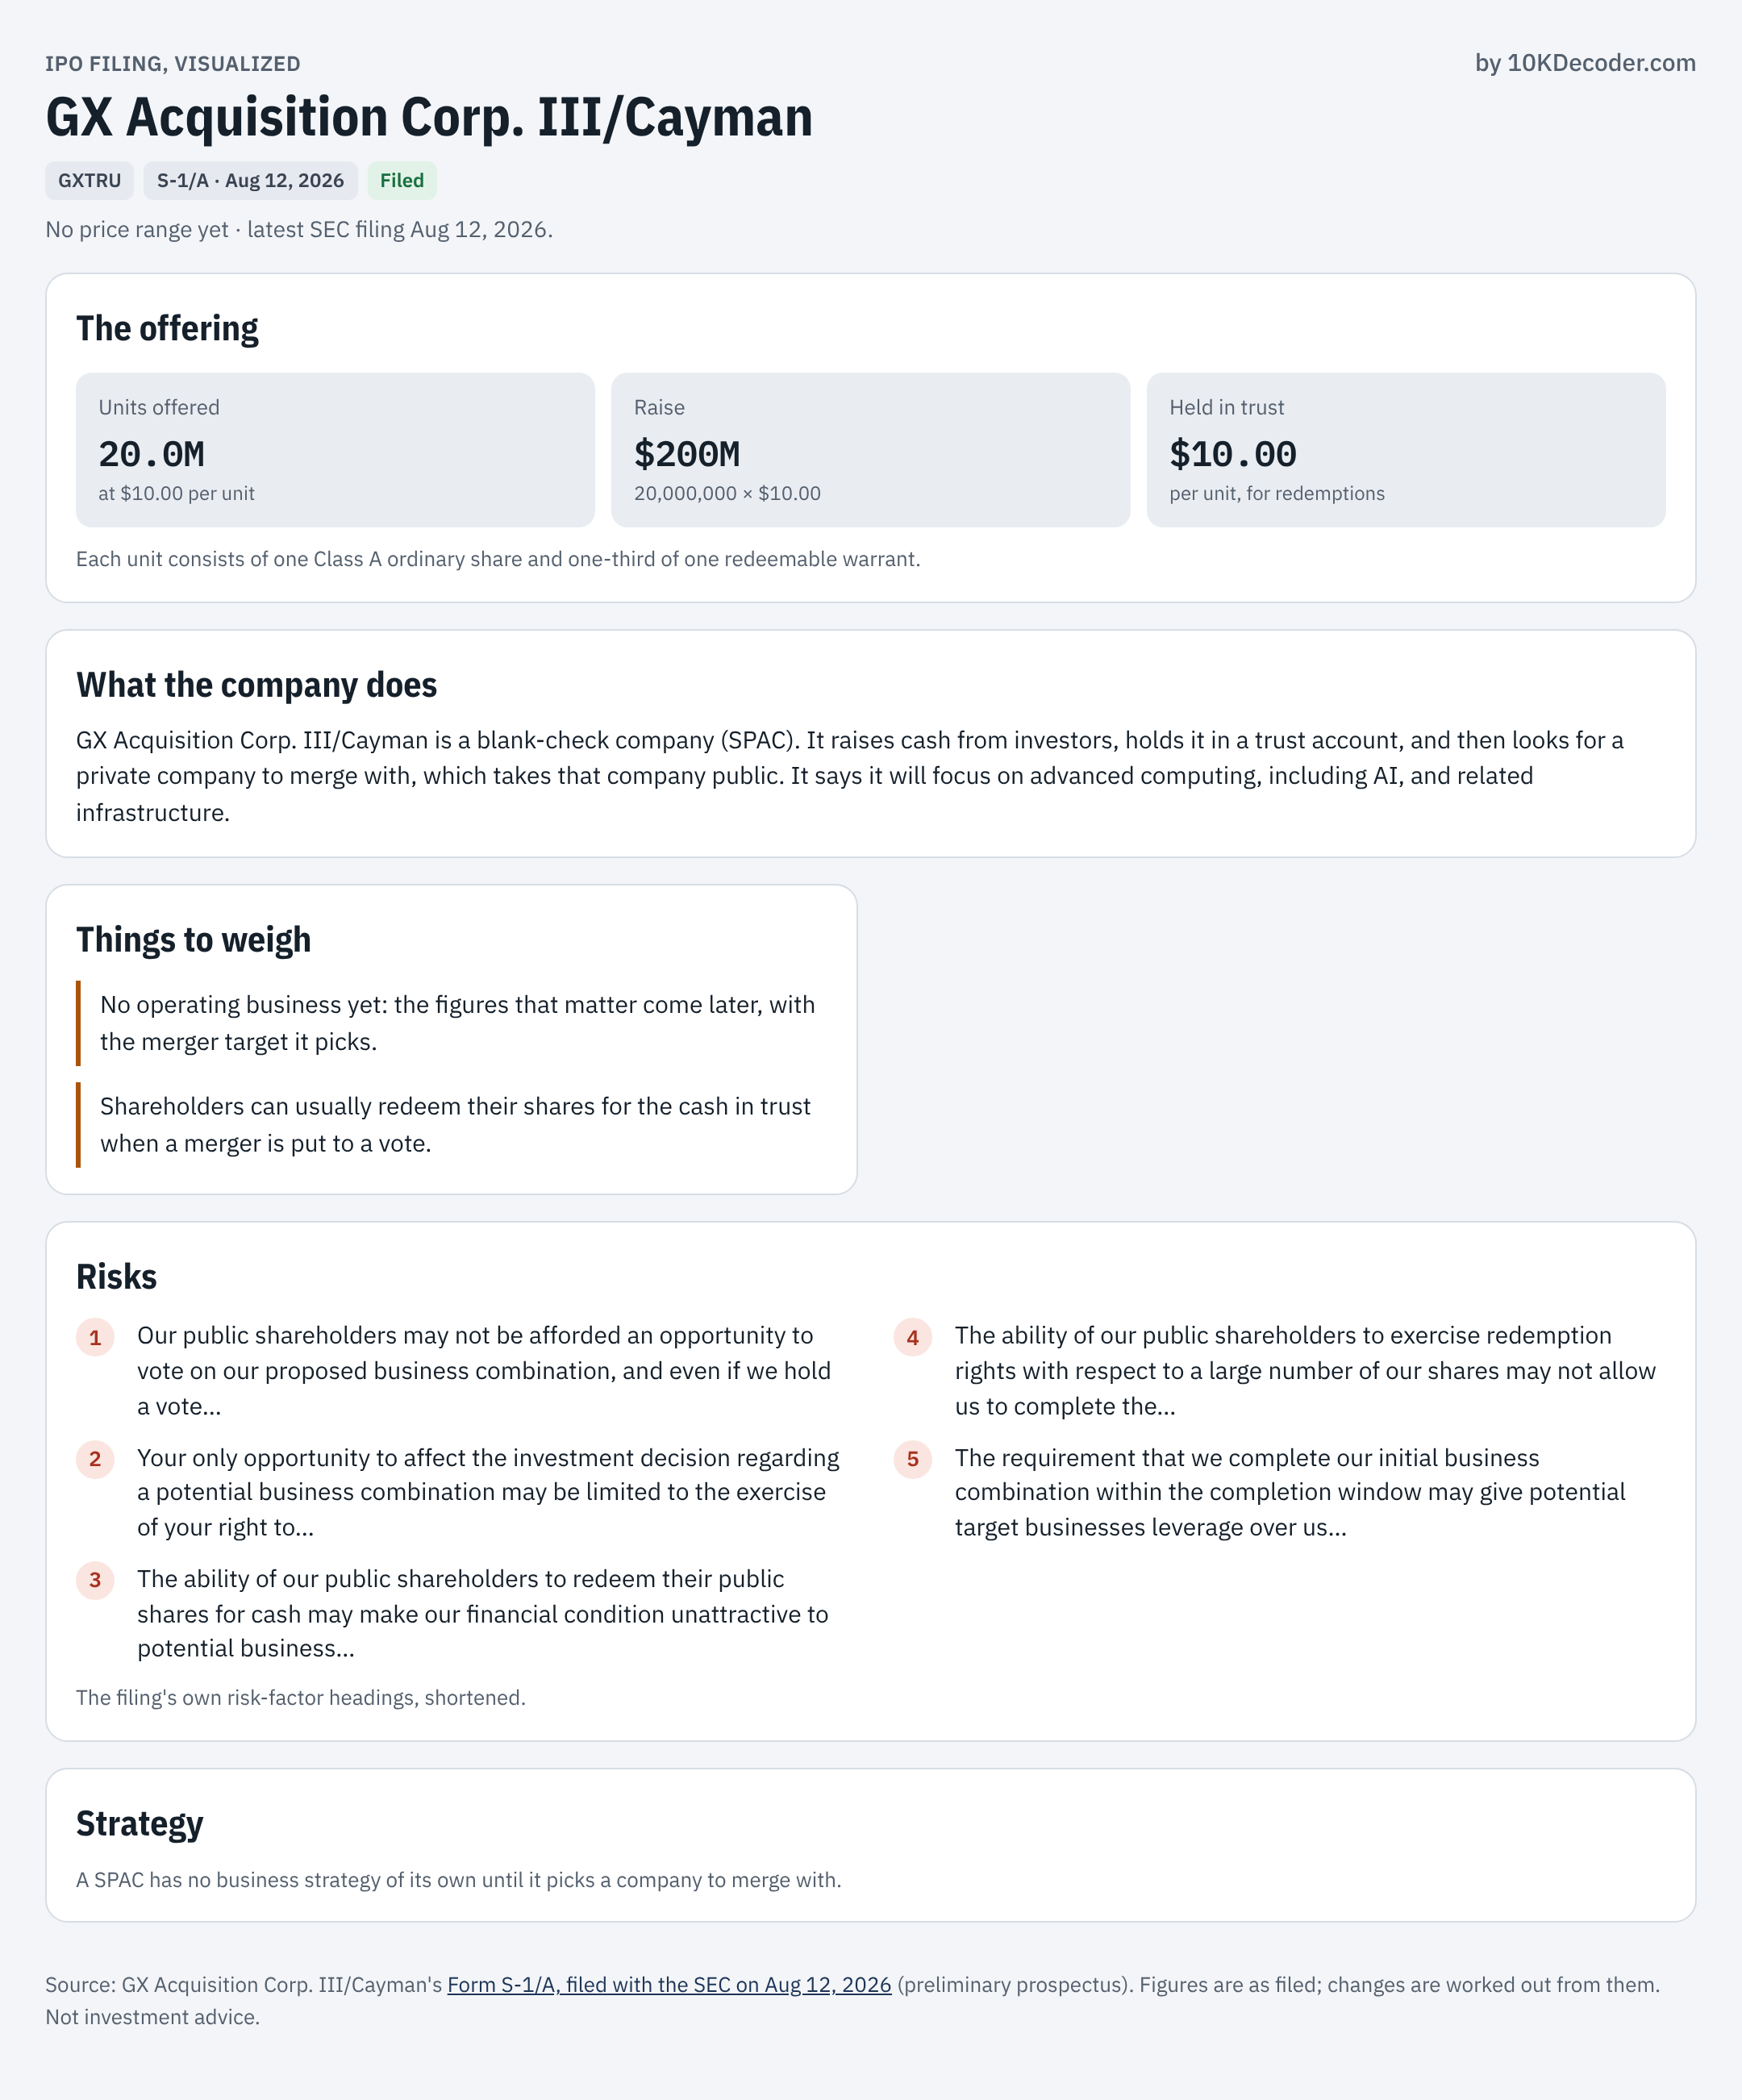 IPO FILING, VISUALIZED
by 10KDecoder.com
GX Acquisition Corp. III/Cayman
GXTRU
S-1/A · Aug 12, 2026
Filed
No price range yet · latest SEC filing Aug 12, 2026.
The offering
Units offered
20.0M
at $10.00 per unit
Raise
$200M
20,000,000 × $10.00
Held in trust
$10.00
per unit, for redemptions
Each unit consists of one Class A ordinary share and one-third of one redeemable warrant.
What the company does
GX Acquisition Corp. III/Cayman is a blank-check company (SPAC). It raises cash from investors, holds it in a trust account, and then looks for a
private company to merge with, which takes that company public. It says it will focus on advanced computing, including AI, and related
infrastructure.
Things to weigh
No operating business yet: the figures that matter come later, with
the merger target it picks.
Shareholders can usually redeem their shares for the cash in trust
when a merger is put to a vote.
Risks
1
Our public shareholders may not be afforded an opportunity to
vote on our proposed business combination, and even if we hold
a vote...
2
Your only opportunity to affect the investment decision regarding
a potential business combination may be limited to the exercise
of your right to...
3
The ability of our public shareholders to redeem their public
shares for cash may make our financial condition unattractive to
potential business...
4
The ability of our public shareholders to exercise redemption
rights with respect to a large number of our shares may not allow
us to complete the...
5
The requirement that we complete our initial business
combination within the completion window may give potential
target businesses leverage over us...
The filing's own risk-factor headings, shortened.
Strategy
A SPAC has no business strategy of its own until it picks a company to merge with.
Source: GX Acquisition Corp. III/Cayman's Form S-1/A, filed with the SEC on Aug 12, 2026 (preliminary prospectus). Figures are as filed; changes are worked out from them.
Not investment advice.